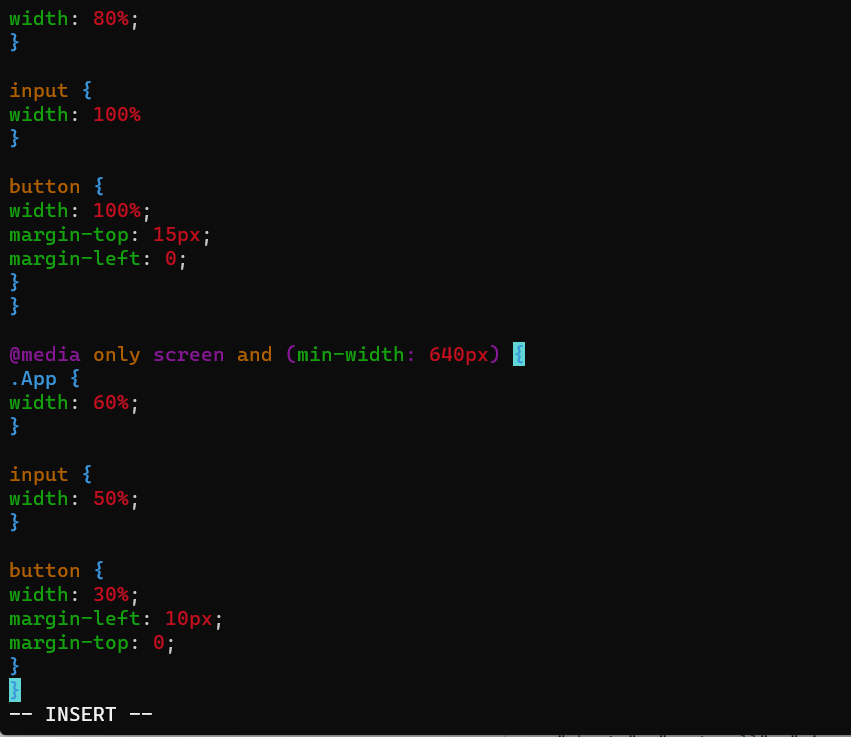 width: 80%;
}
input {
width: 100%
}
button {
width: 100%;
margin-top: 15px;
margin-left: 0;
}
}
@media only screen and (min-width: 640px) {
.App {
width: 60%;
}
input {
width: 50%;
}
button {
width: 30%;
margin-left: 10px;
margin-top: 0;
}
}
-- INSERT --